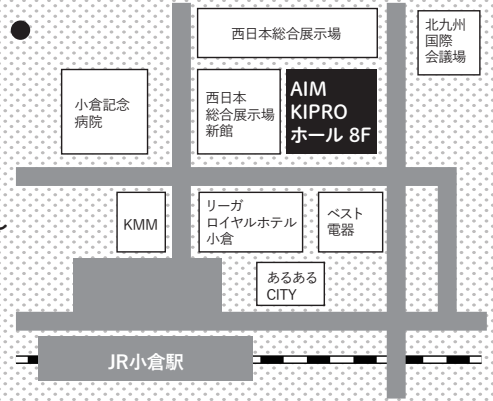 西日本総合展示場
北九州
国際
会議場
小倉記念
病院
西日本
総合展示場
新館
AIM
KIPRO
ホール 8F
KMM
リーガ
ロイヤルホテル
小倉
ベスト
電器
あるある
CITY
JR小倉駅